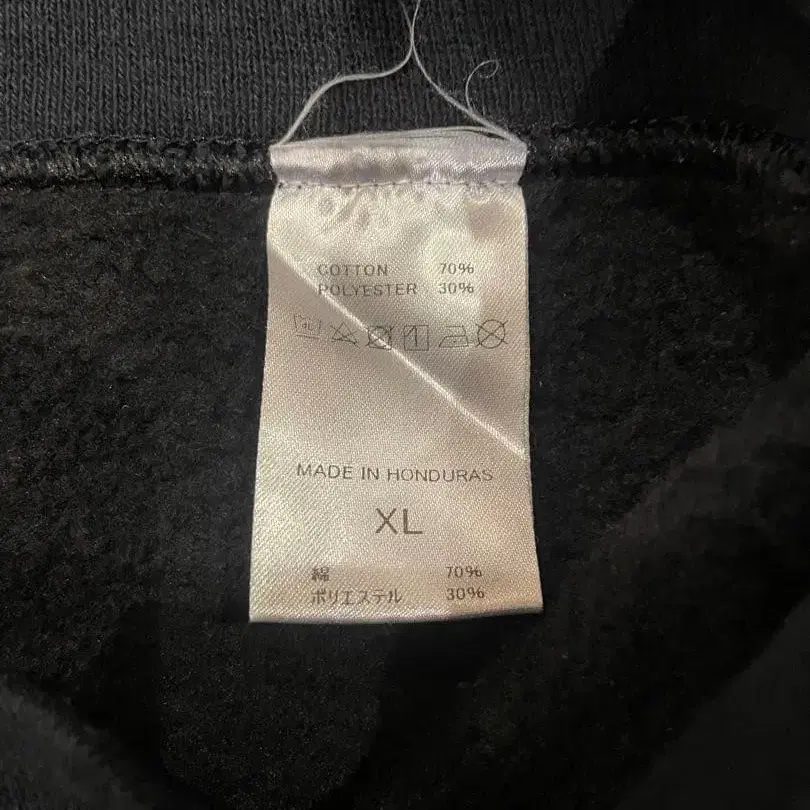 COTTON 70%
POLYESTER 30%
MADE IN HONDURAS
XL
綿 70%
ポリエステル 30%